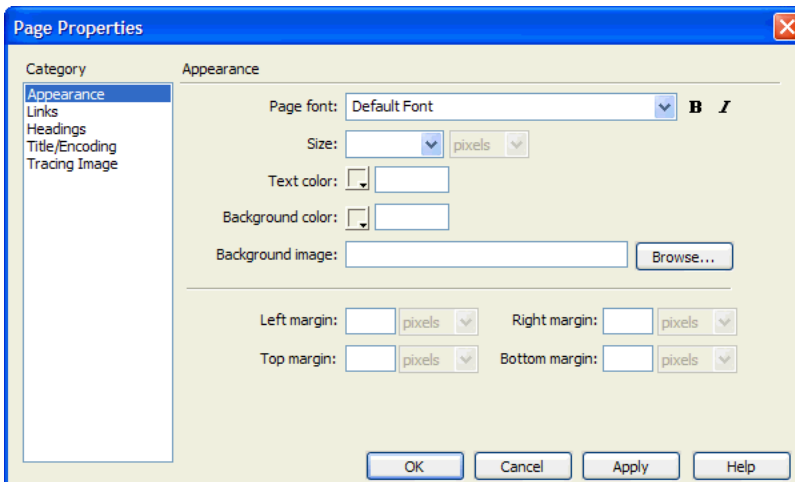 Page Properties
Category
Appearance
Links
Headings
Title/Encoding
Tracing Image
Appearance
Page font: Default Font B I
Size: pixels
Text color:
Background color:
Background image: Browse...
Left margin: pixels Right margin: pixels
Top margin: pixels Bottom margin: pixels
OK Cancel Apply Help